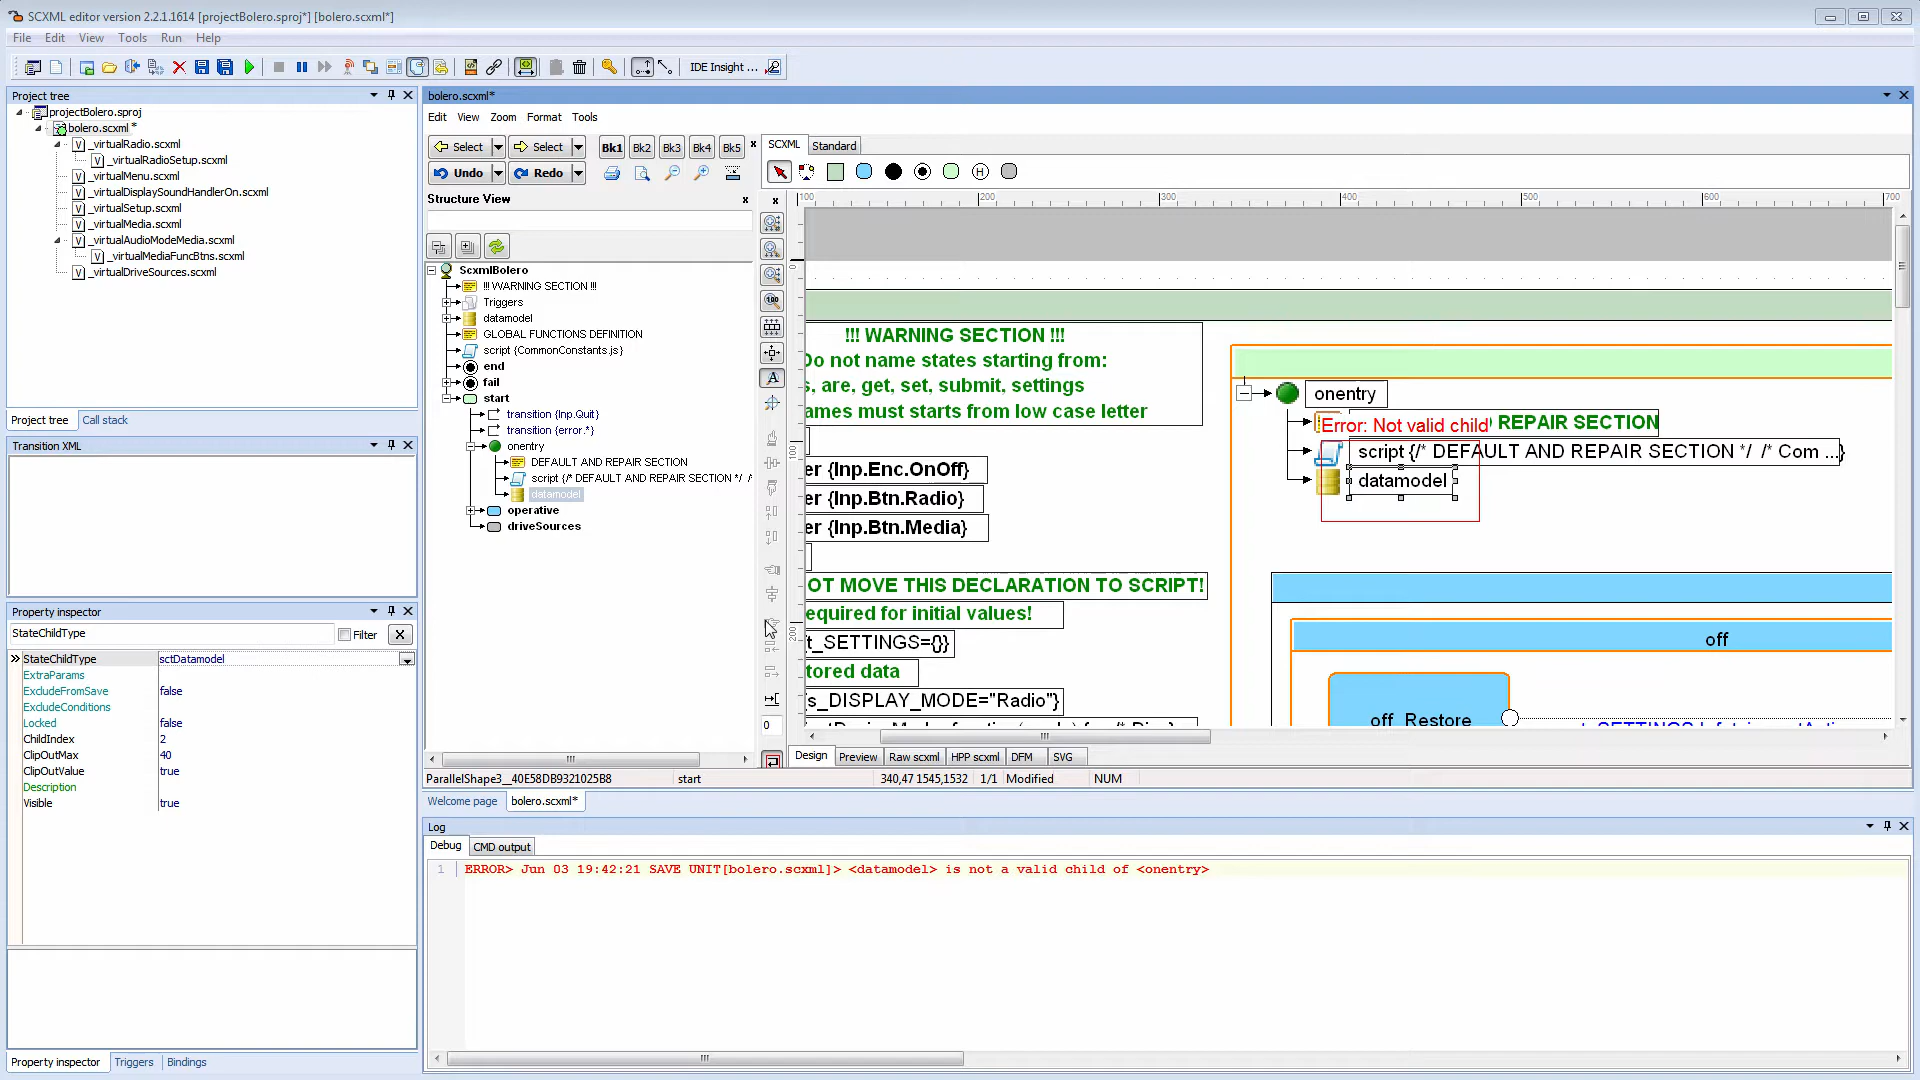 SCXML editor version 2.2.1.1614 [projectBolero.sproj*] [bolero.scxml*]
File Edit View Tools Run Help
IDE Insight ...
Project tree
projectBolero.sproj
bolero.scxml *
_virtualRadio.scxml
_virtualRadioSetup.scxml
_virtualMenu.scxml
_virtualDisplaySoundHandlerOn.scxml
_virtualSetup.scxml
_virtualMedia.scxml
_virtualAudioModeMedia.scxml
_virtualMediaFuncBtns.scxml
_virtualDriveSources.scxml
Project tree Call stack
Transition XML
Property inspector
StateChildType Filter
StateChildType sctDatamodel
ExtraParams
ExcludeFromSave false
ExcludeConditions
Locked false
ChildIndex 2
ClipOutMax 40
ClipOutValue true
Description
Visible true
Property inspector Triggers Bindings
bolero.scxml*
Edit View Zoom Format Tools
Select Select Bk1 Bk2 Bk3 Bk4 Bk5
Undo Redo
SCXML Standard
H
Structure View
ScxmlBolero
!!! WARNING SECTION !!!
Triggers
datamodel
GLOBAL FUNCTIONS DEFINITION
script {CommonConstants.js}
end
fail
start
transition {Inp.Quit}
transition {error.*}
onentry
DEFAULT AND REPAIR SECTION
script {/* DEFAULT AND REPAIR SECTION */ /*
datamodel
operative
driveSources
100
A
0
100 200 300 400 500 600 700
0
100
200
!!! WARNING SECTION !!!
Do not name states starting from:
s, are, get, set, submit, settings
ames must starts from low case letter
er {Inp.Enc.OnOff}
er {Inp.Btn.Radio}
er {Inp.Btn.Media}
OT MOVE THIS DECLARATION TO SCRIPT!
equired for initial values!
t_SETTINGS={}}
tored data
s_DISPLAY_MODE="Radio"}
onentry
Error: Not valid child
REPAIR SECTION
script {/* DEFAULT AND REPAIR SECTION */ /* Com ...}
datamodel
off
off_Restore
Design Preview Raw scxml HPP scxml DFM SVG
ParallelShape3__40E58DB9321025B8 start 340,47 1545,1532 1/1 Modified NUM
Welcome page bolero.scxml*
Log
Debug CMD output
1 ERROR> Jun 03 19:42:21 SAVE UNIT[bolero.scxml]> <datamodel> is not a valid child of <onentry>